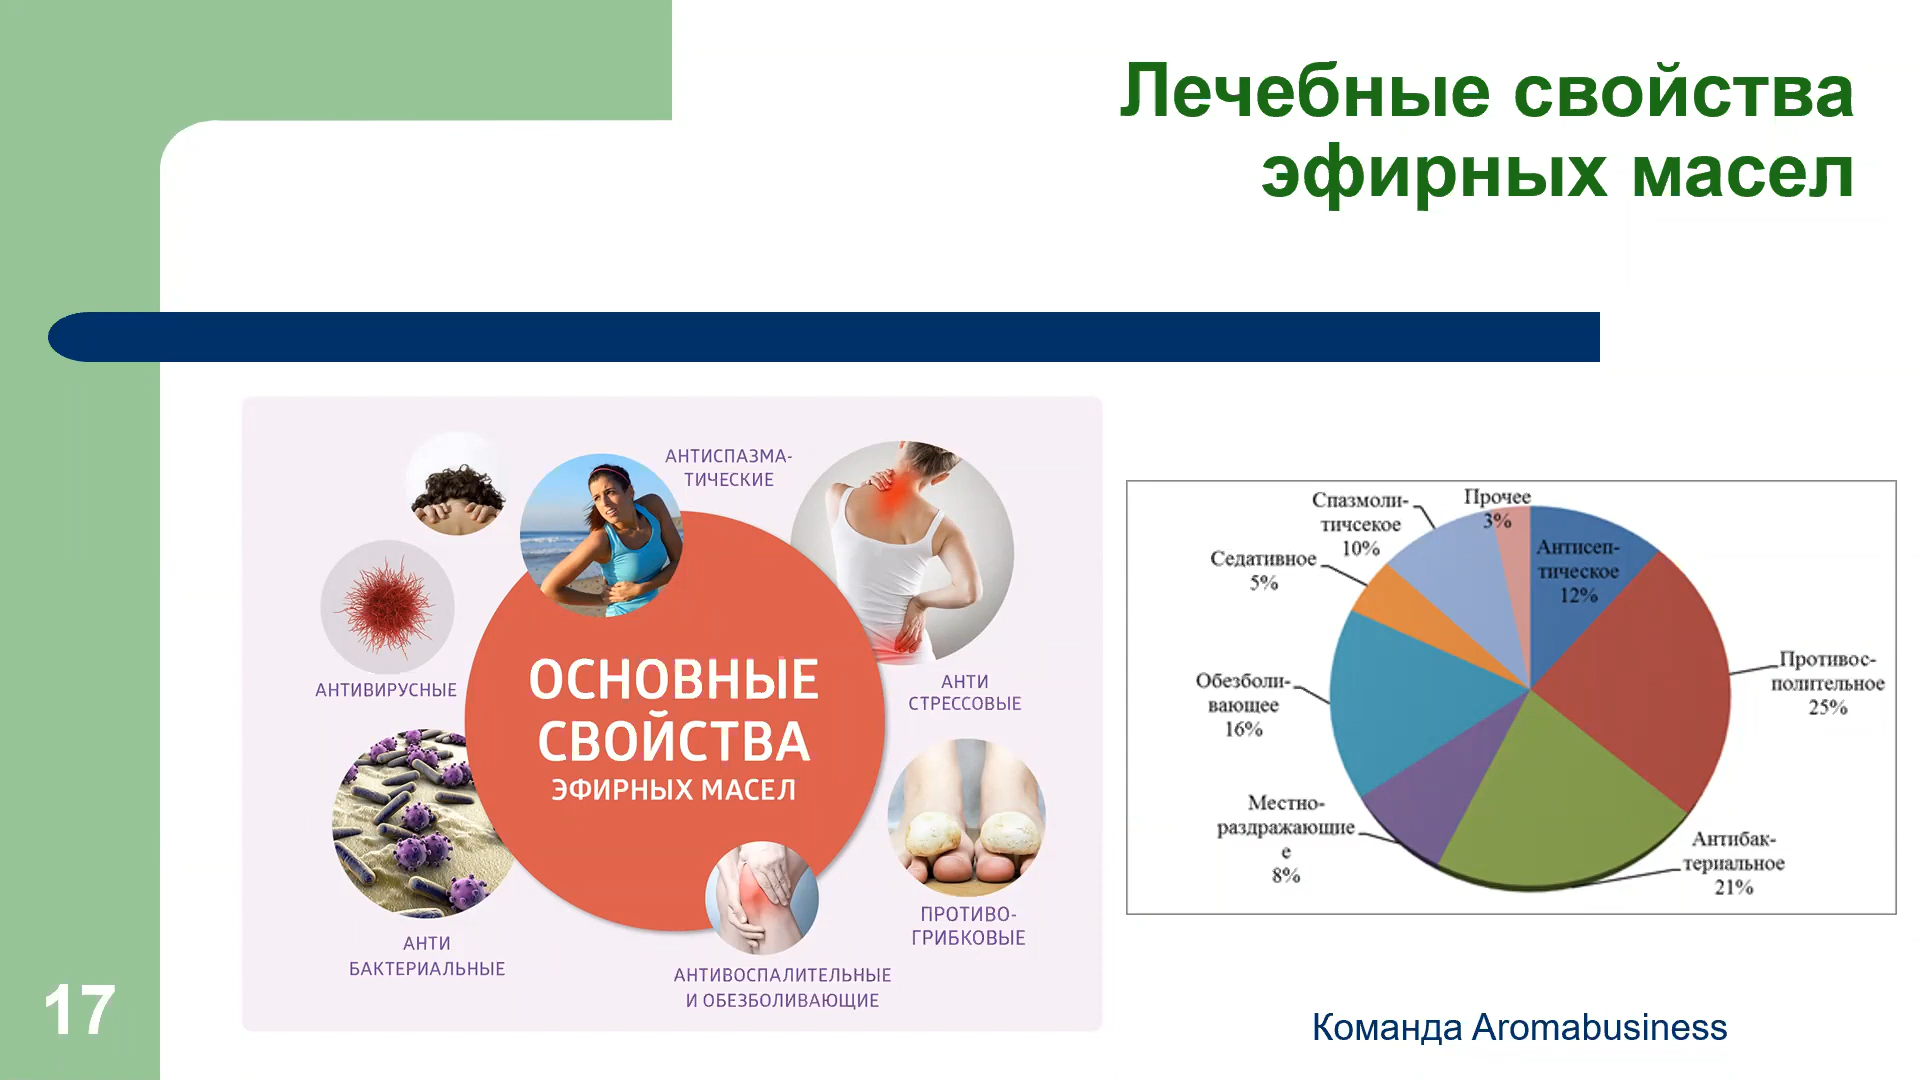 Лечебные свойства
эфирных масел
АНТИСПАЗМА-
ТИЧЕСКИЕ
АНТИВИРУСНЫЕ
АНТИ
СТРЕССОВЫЕ
ОСНОВНЫЕ
СВОЙСТВА
ЭФИРНЫХ МАСЕЛ
АНТИ
БАКТЕРИАЛЬНЫЕ
ПРОТИВО-
ГРИБКОВЫЕ
АНТИВОСПАЛИТЕЛЬНЫЕ
И ОБЕЗБОЛИВАЮЩИЕ
Спазмоли-
тичсекое
10%
Прочее
3%
Антисеп-
тическое
12%
Седативное
5%
Противос-
полительное
25%
Обезболи-
вающее
16%
Местно-
раздражающие
е
8%
Антибак-
териальное
21%
17
Команда Aromabusiness